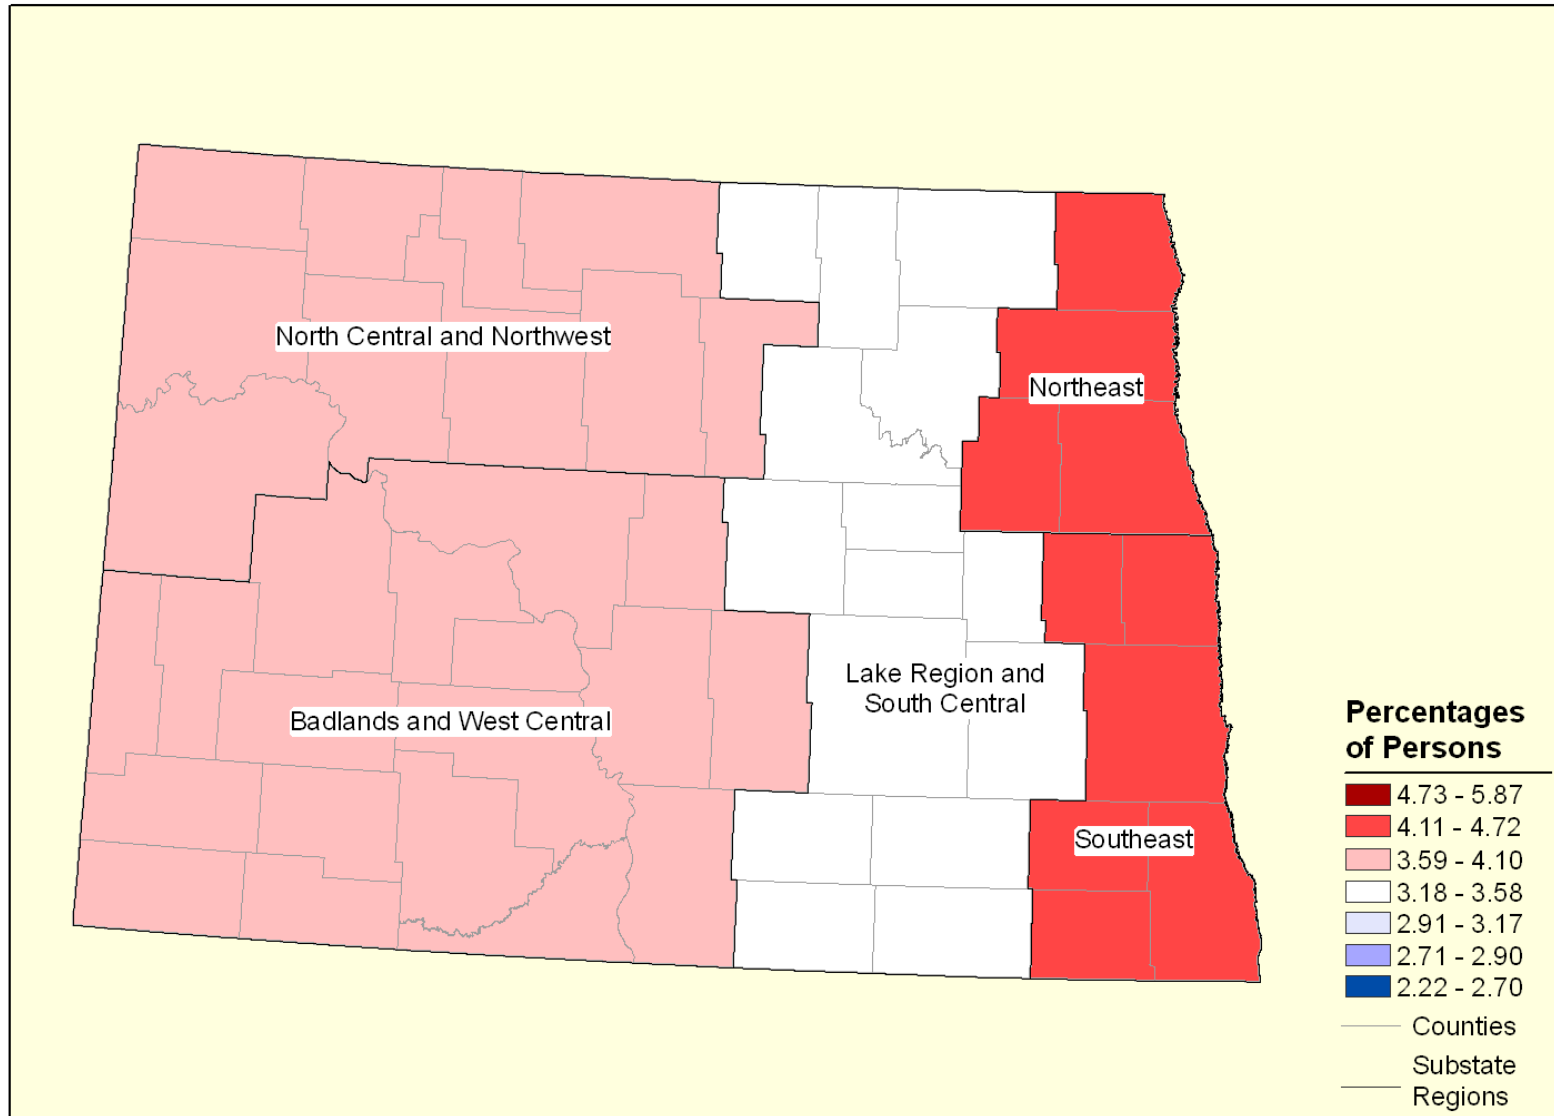 North Central and Northwest
Northeast
Lake Region and
South Central
Badlands and West Central
Southeast
Percentages
of Persons
4.73 - 5.87
4.11 - 4.72
3.59 - 4.10
3.18 - 3.58
2.91 - 3.17
2.71 - 2.90
2.22 - 2.70
Counties
Substate
Regions